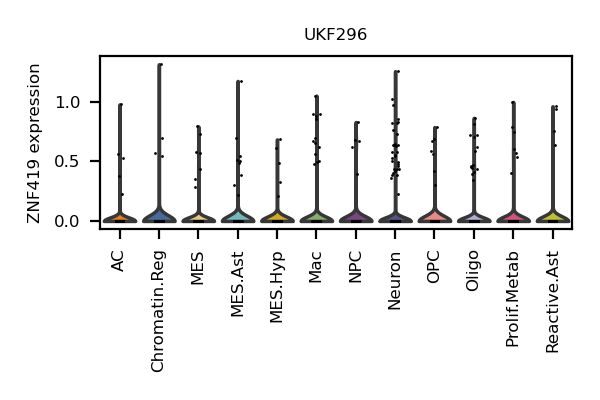 UKF296
ZNF419 expression
1.0
0.5
0.0
AC
Chromatin.Reg
MES
MES.Ast
MES.Hyp
Mac
NPC
Neuron
OPC
Oligo
Prolif.Metab
Reactive.Ast